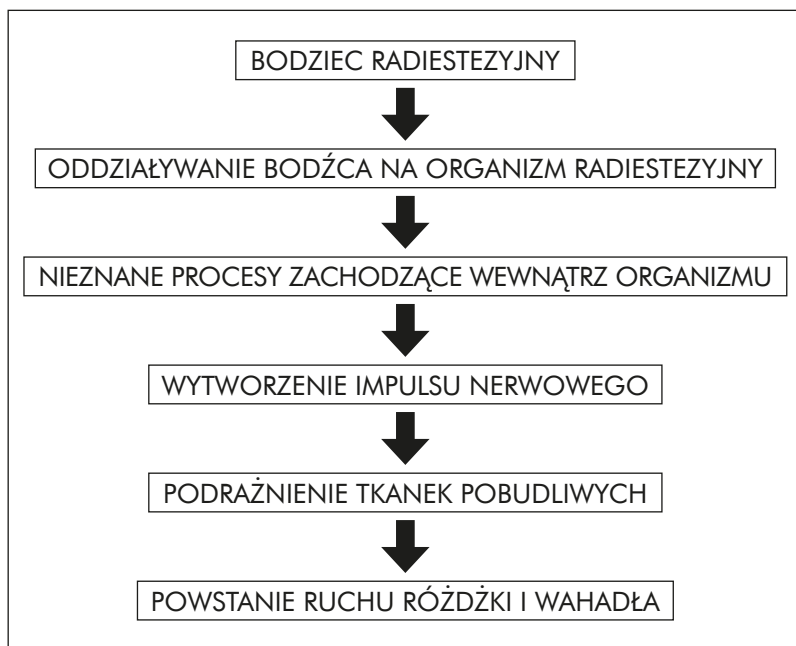 BODZIEC RADIESTEZYJNY
ODDZIAŁYWANIE BODŹCA NA ORGANIZM RADIESTEZYJNY
NIEZNANE PROCESY ZACHODZĄCE WEWNĄTRZ ORGANIZMU
WYTWORZENIE IMPULSU NERWOWEGO
PODRAŻNIENIE TKANEK POBUDLIWYCH
POWSTANIE RUCHU RÓŻDŻKI I WAHADŁA